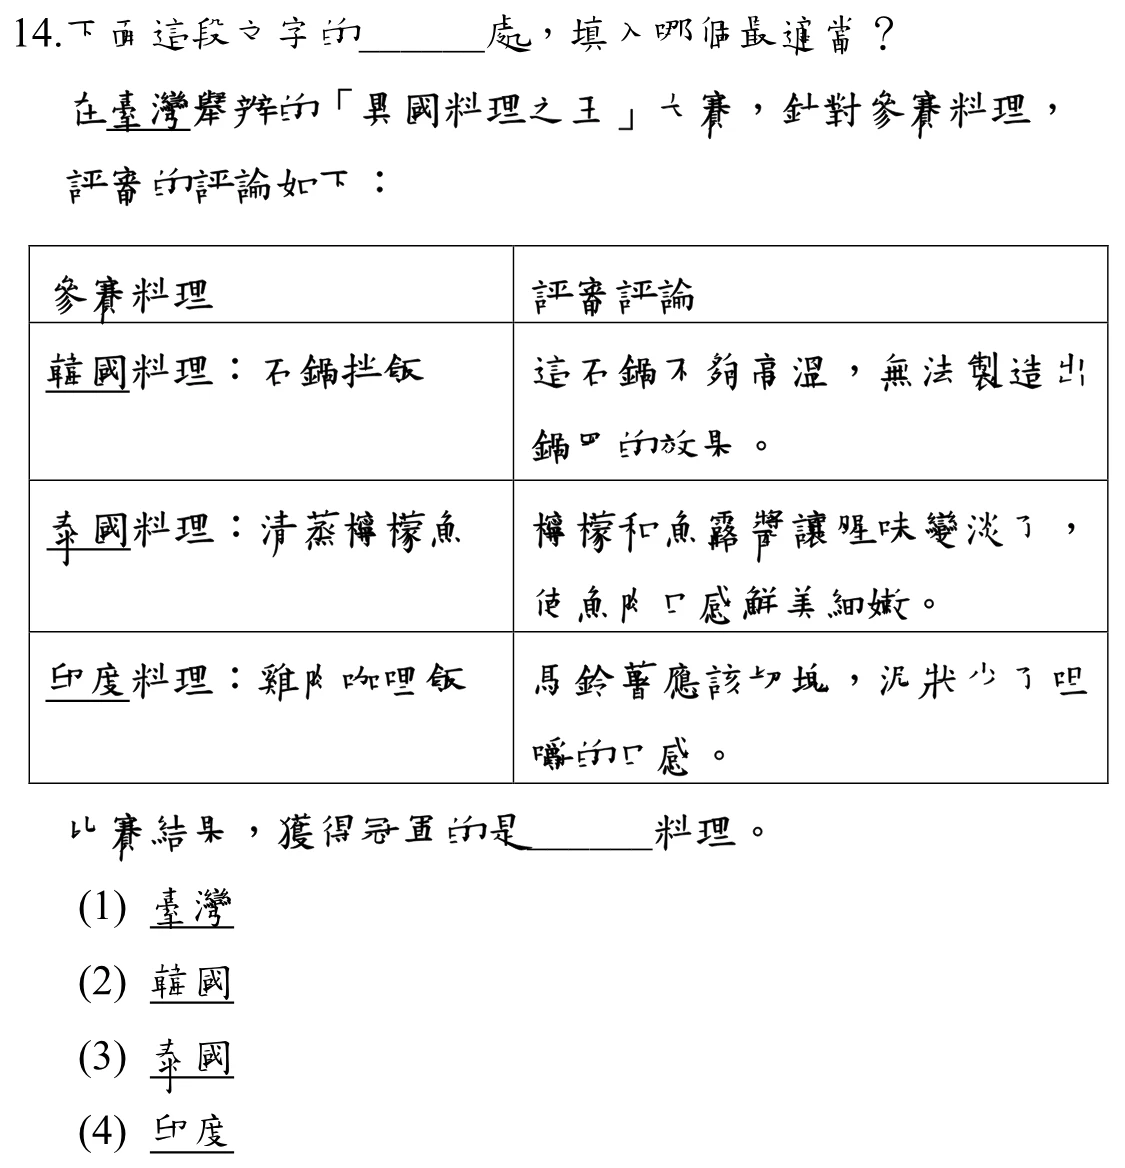 14.下面這段文字的______處，填入哪個最適當？
在臺灣舉辦的「異國料理之王」大賽，針對參賽料理，
評審的評論如下：
參賽料理
評審評論
韓國料理：石鍋拌飯
這石鍋不夠高溫，無法製造出
鍋巴的效果。
泰國料理：清蒸檸檬魚
檸檬和魚露醬讓腥味變淡了，
使魚肉口感鮮美細嫩。
印度料理：雞肉咖哩飯
馬鈴薯應該切塊，泥狀少了咀
嚼的口感。
比賽結果，獲得冠軍的是______料理。
(1) 臺灣
(2) 韓國
(3) 泰國
(4) 印度